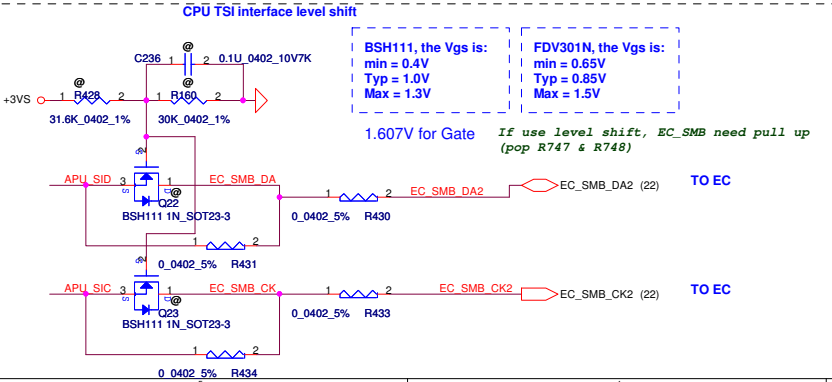 CPU TSI interface level shift
@
C236 1 2 0.1U_0402_10V7K
BSH111, the Vgs is:
min = 0.4V
Typ = 1.0V
Max = 1.3V
FDV301N, the Vgs is:
min = 0.65V
Typ = 0.85V
Max = 1.5V
@ @
+3VS 1 R428 2 1 R160 2
31.6K_0402_1% 30K_0402_1%
1.607V for Gate
If use level shift, EC_SMB need pull up
(pop R747 & R748)
G
2
APU_SID 3 1 EC_SMB_DA
S D @
Q22
BSH111 1N_SOT23-3
1 2 EC_SMB_DA2
0_0402_5% R430
EC_SMB_DA2 (22)
TO EC
1 2
0_0402_5% R431
G
2
APU_SIC 3 1 EC_SMB_CK
S D @
Q23
BSH111 1N_SOT23-3
1 2 EC_SMB_CK2
0_0402_5% R433
EC_SMB_CK2 (22)
TO EC
1 2
0_0402_5% R434